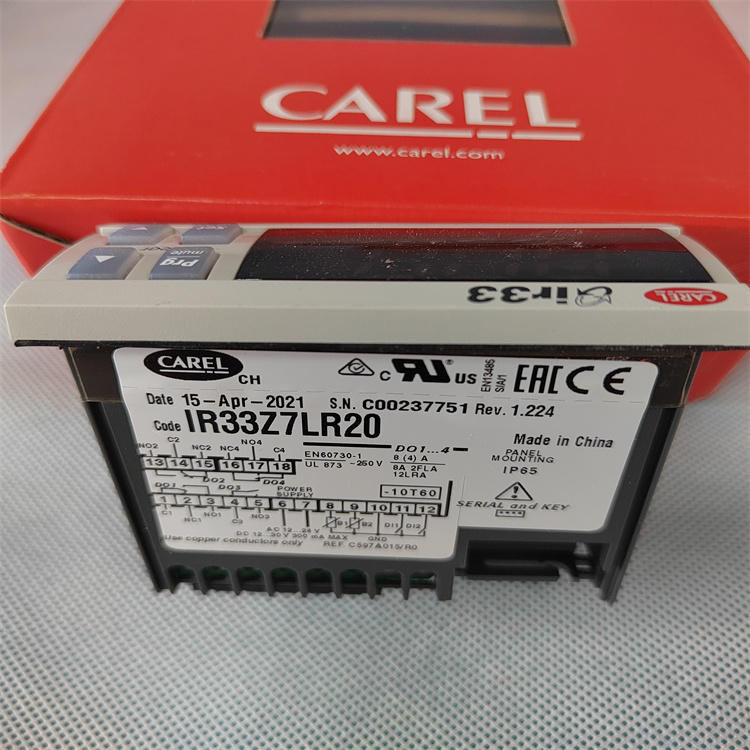 CAREL
www.carel.com
set
Prg
mute
ir33
CAREL
CAREL
CH
c
US
EN13485
S/A/1
EAC CE
Date 15-Apr-2021 S.N. C00237751 Rev. 1.224
Code IR33Z7LR20
Made in China
NO2 C2 NO4
NC2 NC4 C4
13 14 15 16 17 18
EN60730-1
UL 873 ~250 V
DO1...4
8 (4) A
8A 2FLA
12LRA
PANEL
MOUNTING
IP65
DO2
DO4
DO1 DO3 POWER
SUPPLY
-10T60
1 2 3 4 5 6 7 8 9 10 11 12
C1 NO1 C3 NO3
NC1 NC3
B1 B2 DI1 DI2
AC 12...24 V
DC 12...30 V 300 mA MAX GND
Use copper conductors only REF. C597A015/R0
SERIAL and KEY